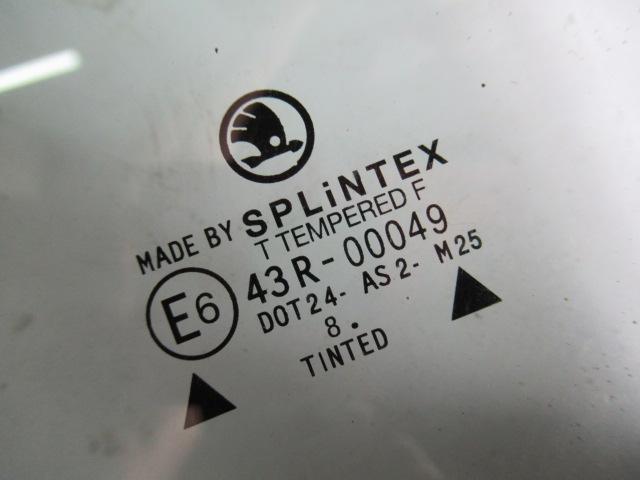 MADE BY SPLiNTEX
T TEMPERED F
E6 43R-00049
DOT24- AS2- M25
8.
TINTED